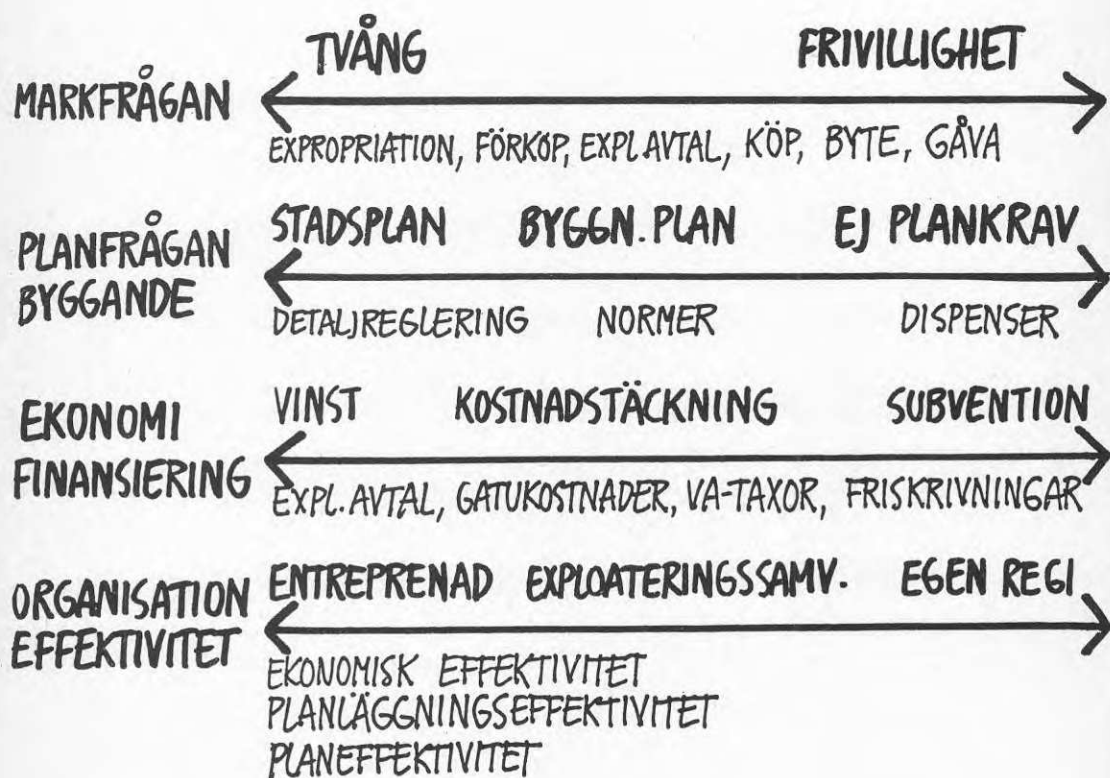 TVÅNG FRIVILLIGHET
MARKFRÅGAN
EXPROPRIATION, FÖRKÖP, EXPL.AVTAL, KÖP, BYTE, GÅVA
STADSPLAN BYGGN.PLAN EJ PLANKRAV
PLANFRÅGAN
BYGGANDE
DETALJREGLERING NORMER DISPENSER
VINST KOSTNADSTÄCKNING SUBVENTION
EKONOMI
FINANSIERING
EXPL.AVTAL, GATUKOSTNADER, VA-TAXOR, FRISKRIVNINGAR
ENTREPRENAD EXPLOATERINGSSAMV. EGEN REGI
ORGANISATION
EFFEKTIVITET
EKONOMISK EFFEKTIVITET
PLANLÄGGNINGSEFFEKTIVITET
PLANEFFEKTIVITET